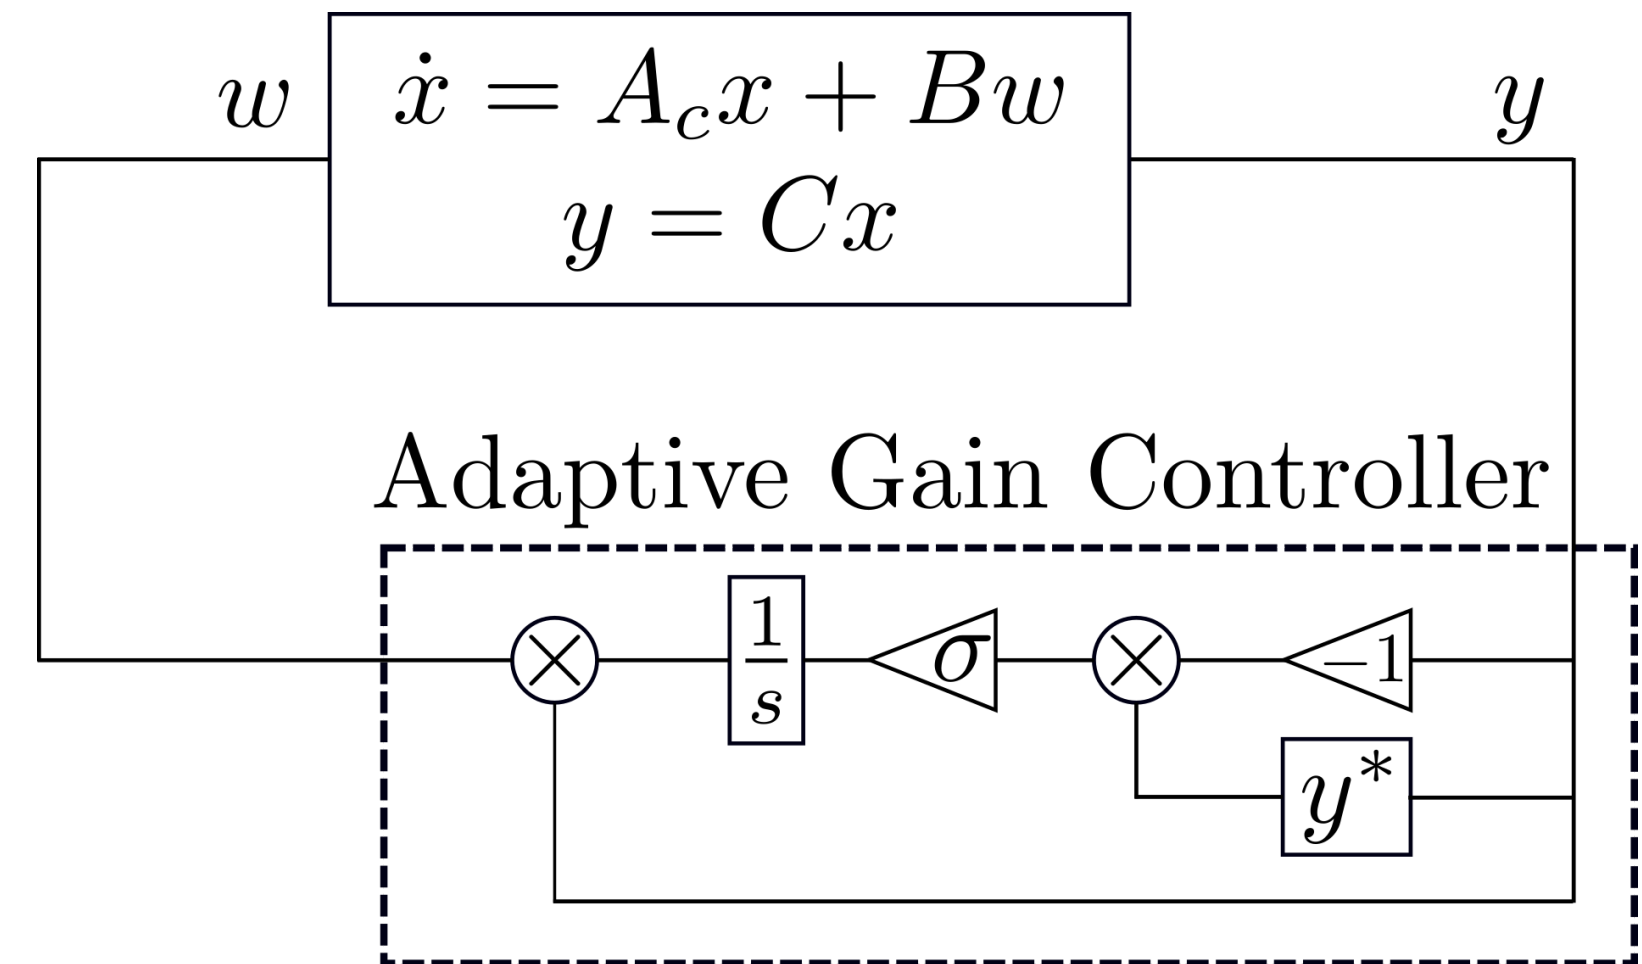 w
ẋ = A_c x + Bw
y = Cx
y
Adaptive Gain Controller
1/s
σ
−1
y*